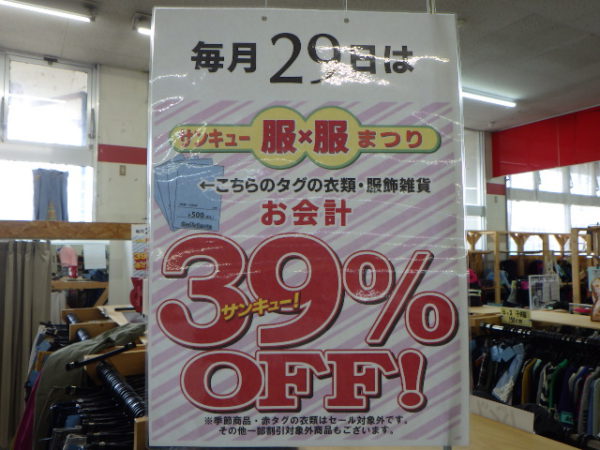 毎月29日は
サンキュー服×服まつり
¥500
←こちらのタグの衣類・服飾雑貨
お会計
39%
サンキュー!
OFF!
※季節商品・赤タグの衣類はセール対象外です。
その他一部割引対象外商品もございます。